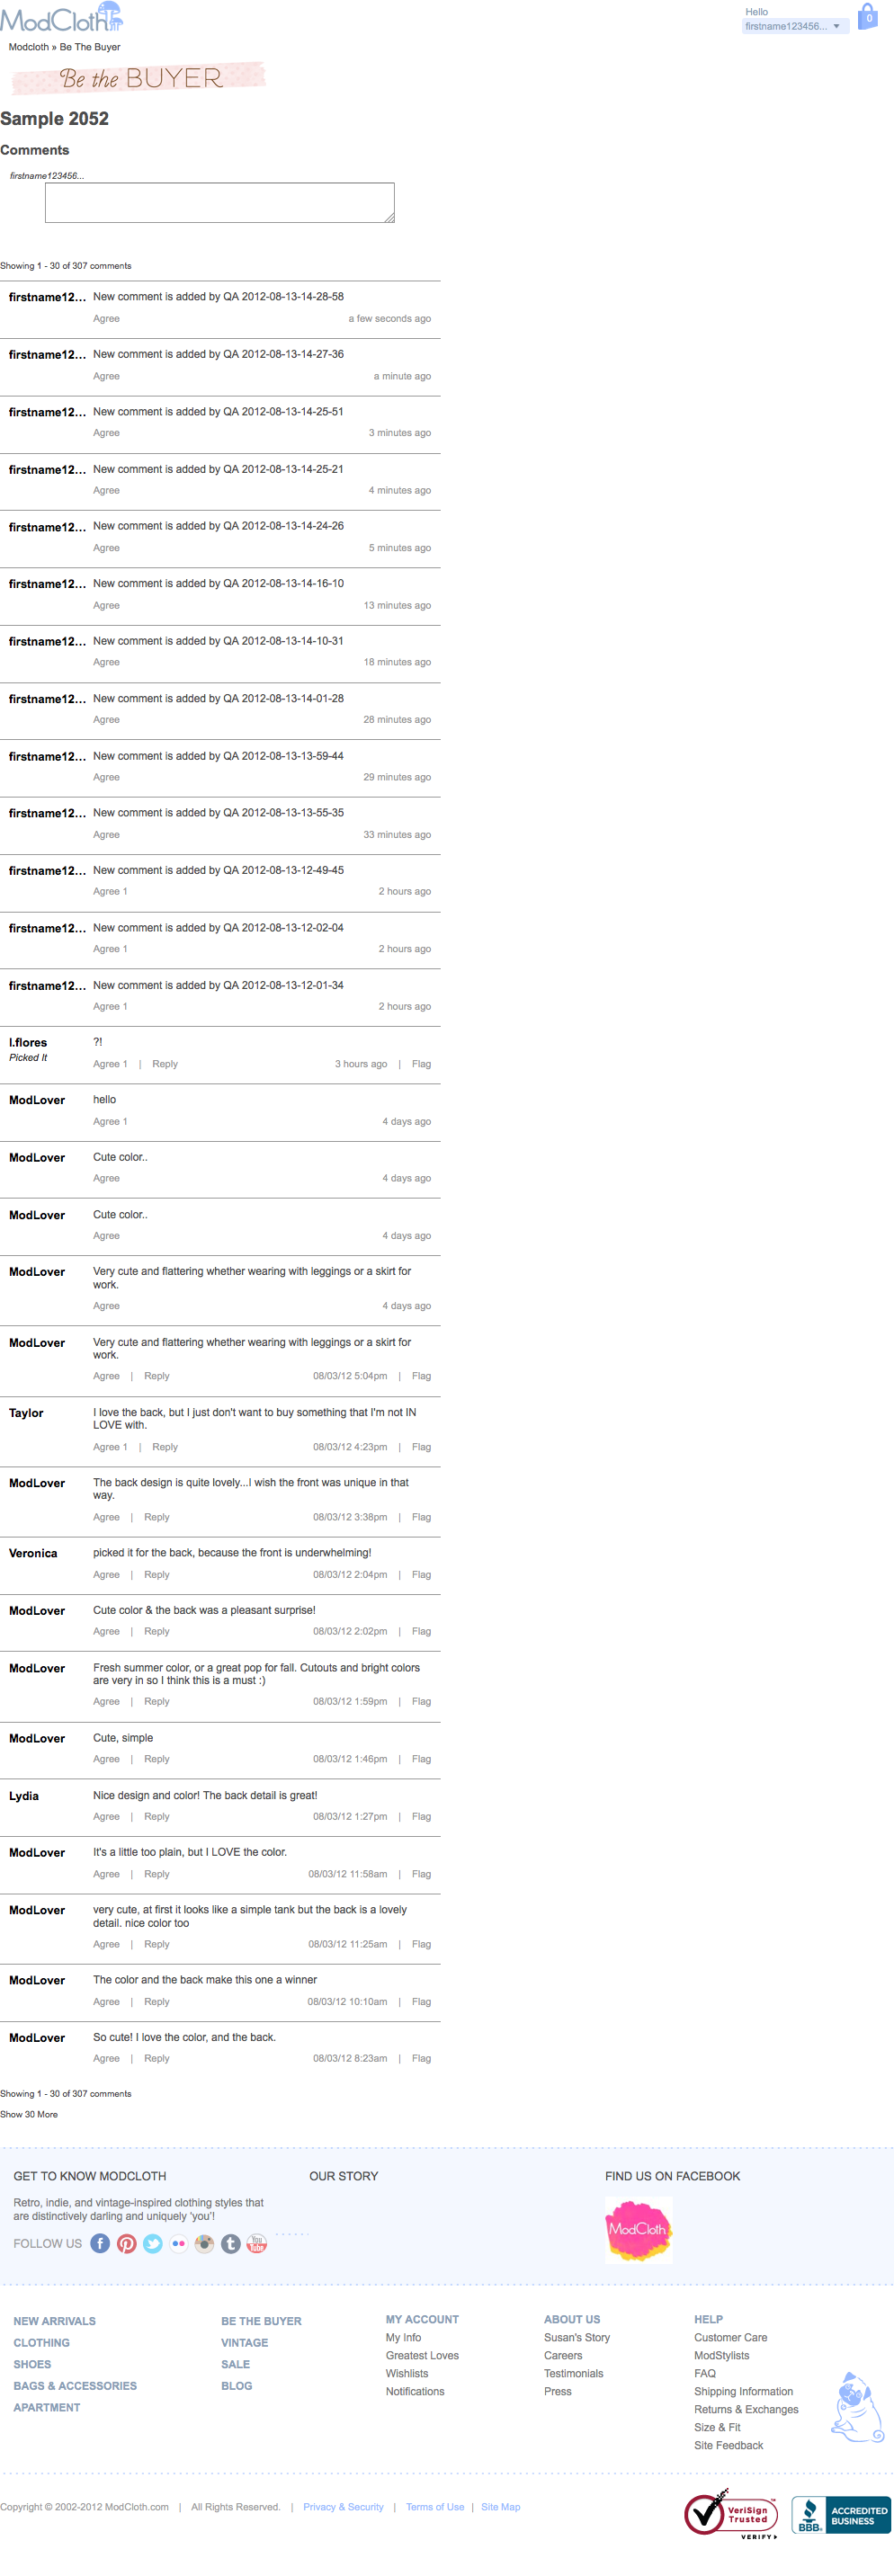 ModCloth
Hello
firstname123456...
0
Modcloth » Be The Buyer
Be the BUYER
Sample 2052
Comments
firstname123456...
Showing 1 - 30 of 307 comments
firstname12... New comment is added by QA 2012-08-13-14-28-58
Agree a few seconds ago
firstname12... New comment is added by QA 2012-08-13-14-27-36
Agree a minute ago
firstname12... New comment is added by QA 2012-08-13-14-25-51
Agree 3 minutes ago
firstname12... New comment is added by QA 2012-08-13-14-25-21
Agree 4 minutes ago
firstname12... New comment is added by QA 2012-08-13-14-24-26
Agree 5 minutes ago
firstname12... New comment is added by QA 2012-08-13-14-16-10
Agree 13 minutes ago
firstname12... New comment is added by QA 2012-08-13-14-10-31
Agree 18 minutes ago
firstname12... New comment is added by QA 2012-08-13-14-01-28
Agree 28 minutes ago
firstname12... New comment is added by QA 2012-08-13-13-59-44
Agree 29 minutes ago
firstname12... New comment is added by QA 2012-08-13-13-55-35
Agree 33 minutes ago
firstname12... New comment is added by QA 2012-08-13-12-49-45
Agree 1 2 hours ago
firstname12... New comment is added by QA 2012-08-13-12-02-04
Agree 1 2 hours ago
firstname12... New comment is added by QA 2012-08-13-12-01-34
Agree 1 2 hours ago
l.flores ?!
Picked It
Agree 1 | Reply 3 hours ago | Flag
ModLover hello
Agree 1 4 days ago
ModLover Cute color..
Agree 4 days ago
ModLover Cute color..
Agree 4 days ago
ModLover Very cute and flattering whether wearing with leggings or a skirt for
work.
Agree 4 days ago
ModLover Very cute and flattering whether wearing with leggings or a skirt for
work.
Agree | Reply 08/03/12 5:04pm | Flag
Taylor I love the back, but I just don't want to buy something that I'm not IN
LOVE with.
Agree 1 | Reply 08/03/12 4:23pm | Flag
ModLover The back design is quite lovely...I wish the front was unique in that
way.
Agree | Reply 08/03/12 3:38pm | Flag
Veronica picked it for the back, because the front is underwhelming!
Agree | Reply 08/03/12 2:04pm | Flag
ModLover Cute color & the back was a pleasant surprise!
Agree | Reply 08/03/12 2:02pm | Flag
ModLover Fresh summer color, or a great pop for fall. Cutouts and bright colors
are very in so I think this is a must :)
Agree | Reply 08/03/12 1:59pm | Flag
ModLover Cute, simple
Agree | Reply 08/03/12 1:46pm | Flag
Lydia Nice design and color! The back detail is great!
Agree | Reply 08/03/12 1:27pm | Flag
ModLover It's a little too plain, but I LOVE the color.
Agree | Reply 08/03/12 11:58am | Flag
ModLover very cute, at first it looks like a simple tank but the back is a lovely
detail. nice color too
Agree | Reply 08/03/12 11:25am | Flag
ModLover The color and the back make this one a winner
Agree | Reply 08/03/12 10:10am | Flag
ModLover So cute! I love the color, and the back.
Agree | Reply 08/03/12 8:23am | Flag
Showing 1 - 30 of 307 comments
Show 30 More
GET TO KNOW MODCLOTH
Retro, indie, and vintage-inspired clothing styles that
are distinctively darling and uniquely 'you'!
FOLLOW US
You Tube
OUR STORY
FIND US ON FACEBOOK
ModCloth
NEW ARRIVALS
CLOTHING
SHOES
BAGS & ACCESSORIES
APARTMENT
BE THE BUYER
VINTAGE
SALE
BLOG
MY ACCOUNT
My Info
Greatest Loves
Wishlists
Notifications
ABOUT US
Susan's Story
Careers
Testimonials
Press
HELP
Customer Care
ModStylists
FAQ
Shipping Information
Returns & Exchanges
Size & Fit
Site Feedback
Copyright © 2002-2012 ModCloth.com | All Rights Reserved. | Privacy & Security | Terms of Use | Site Map
VeriSign
Trusted
VERIFY
BBB
ACCREDITED
BUSINESS